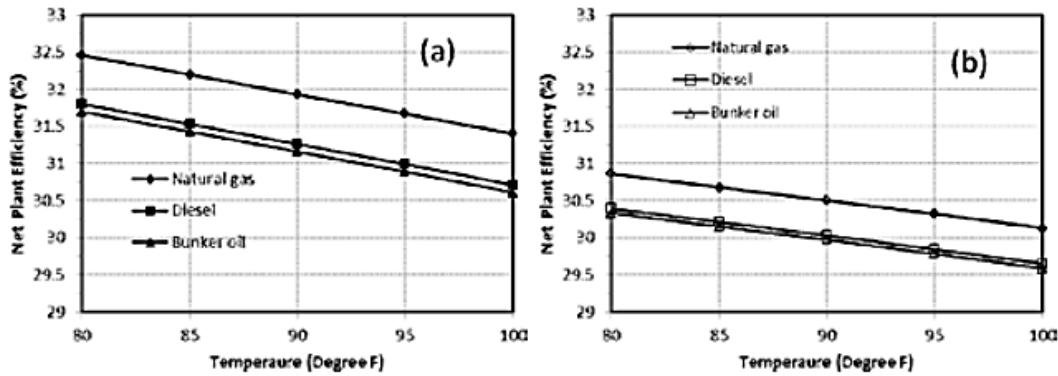 33
32.5
32
31.5
31
30.5
30
29.5
29
80
85
90
95
100
Net Plant Efficiency (%)
Temperaure (Degree F)
(a)
Natural gas
Diesel
Bunker oil
33
32.5
32
31.5
31
30.5
30
29.5
29
80
85
90
95
100
Net Plant Efficiency (%)
Temperaure (Degree F)
(b)
Natural gas
Diesel
Bunker oil